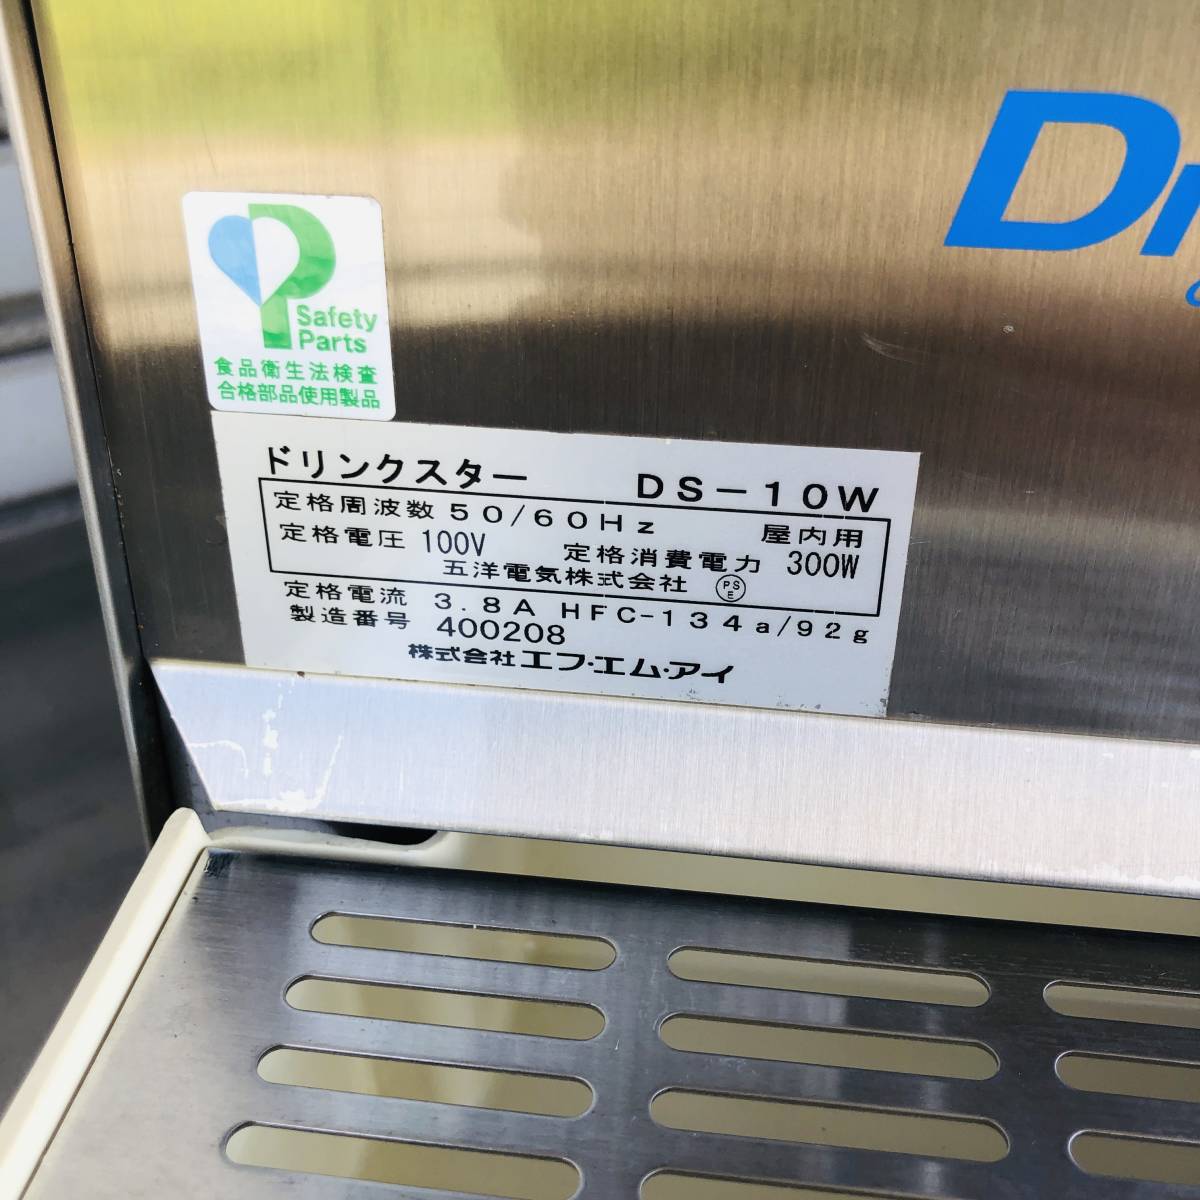 Safety
Parts
食品衛生法検査
合格部品使用製品
ドリンクスター DS-10W
定格周波数 50/60Hz 屋内用
定格電圧 100V 定格消費電力 300W
五洋電気株式会社 PSE
定格電流 3.8A HFC-134a/92g
製造番号 400208
株式会社エフ・エム・アイ